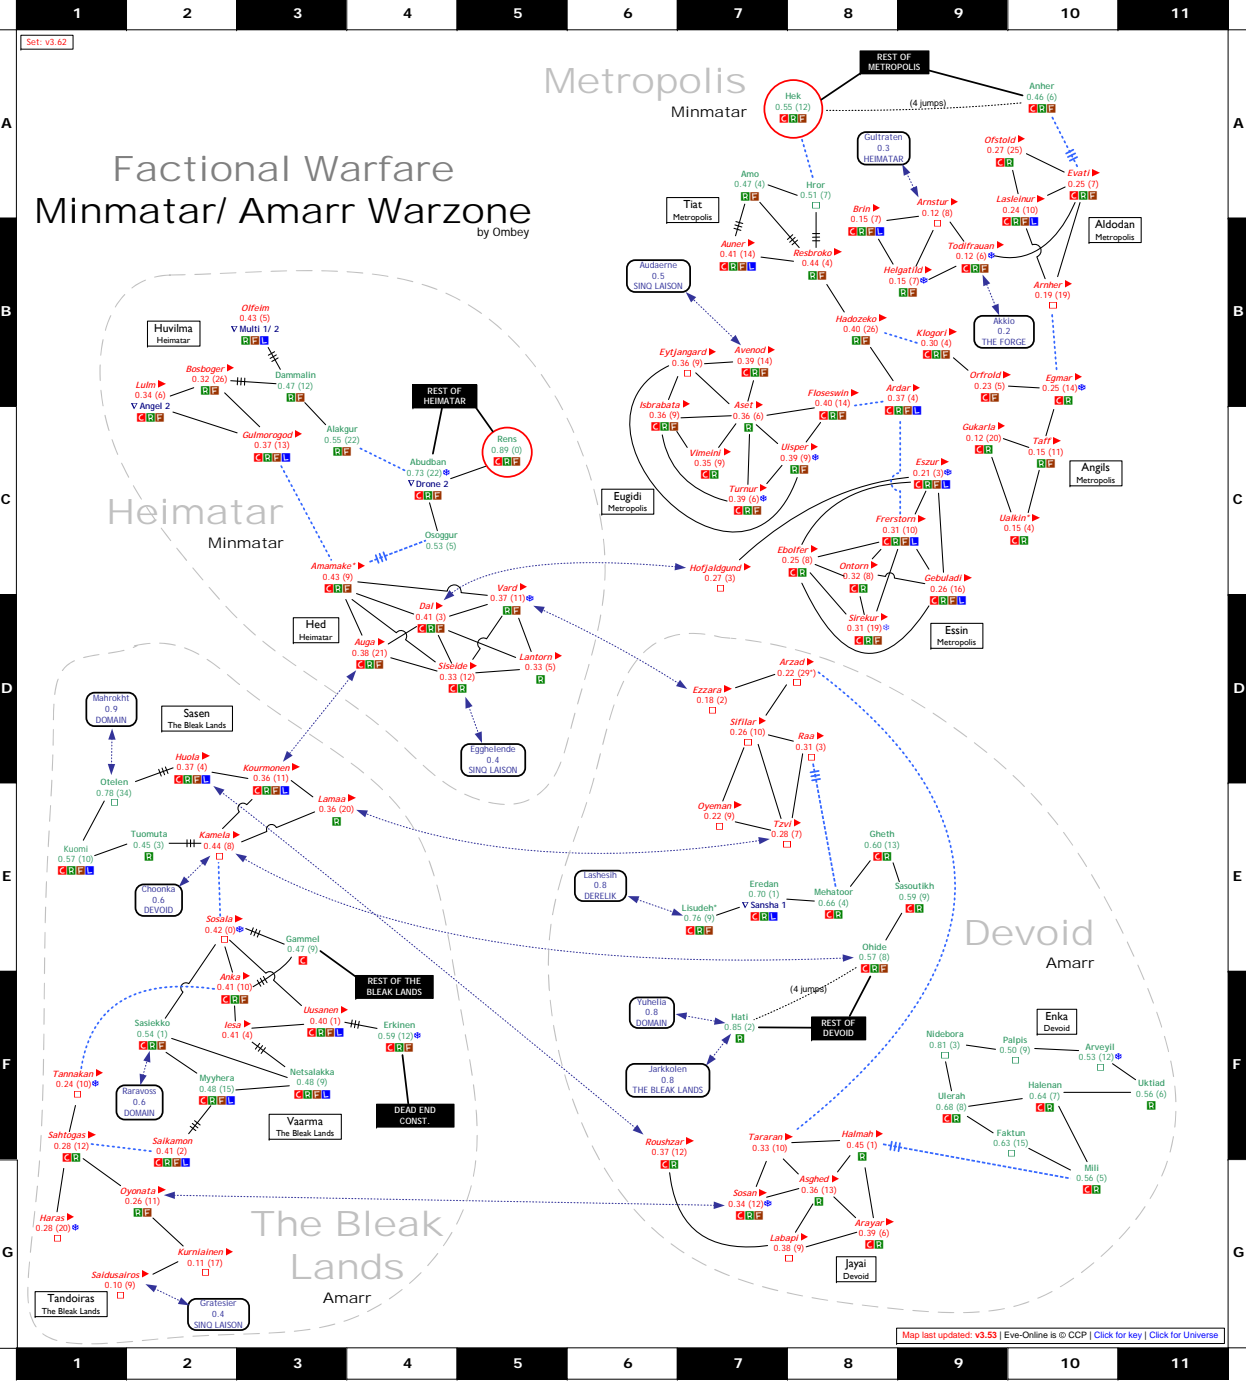 1 2 3 4 5 6 7 8 9 10 11
Set: v3.62
Metropolis
Minmatar
REST OF
METROPOLIS
Hek
0.55 (12)
C R F
(4 jumps)
Anher
0.46 (6)
C R F
A
A
Factional Warfare
Minmatar/ Amarr Warzone
by Ombey
Gultraten
0.3
HEIMATAR
Ofstold
0.27 (25)
C R
Evati
0.25 (7)
C R F
Amo
0.47 (4)
R F
Hror
0.51 (7)
Tiat
Metropolis
Brin
0.15 (7)
C R F L
Arnstur
0.12 (8)
Lasleinur
0.24 (10)
C R F L
Aldodan
Metropolis
Auner
0.41 (14)
C R F L
Resbroko
0.44 (4)
R F
Todifrauan
0.12 (6)
C R F
Helgatild
0.15 (7)
R F
Audaerne
0.5
SINQ LAISON
Arnher
0.19 (19)
B
B
Olfeim
0.43 (5)
∇ Multi 1/ 2
R F L
Huvilma
Heimatar
Hadozeko
0.40 (26)
R F
Klogori
0.30 (4)
C R F
Akkio
0.2
THE FORGE
Eytjangard
0.36 (9)
Avenod
0.39 (14)
C R F
Bosboger
0.32 (26)
R F
Dammalin
0.47 (12)
R F
Lulm
0.34 (6)
∇ Angel 2
C R F
REST OF
HEIMATAR
Floseswin
0.40 (14)
C R F
Ardar
0.37 (4)
C R F L
Orfrold
0.23 (5)
C F
Egmar
0.25 (14)
C R
Isbrabata
0.36 (9)
C R F
Aset
0.36 (6)
R
Gulmorogod
0.37 (13)
C R F L
Alakgur
0.55 (22)
R F
Rens
0.89 (0)
C R F
Abudban
0.73 (22)
∇ Drone 2
C R F
Vimeini
0.35 (9)
C R
Uisper
0.39 (9)
R F
Gukarla
0.12 (20)
C R
Taff
0.15 (11)
R F
Angils
Metropolis
Eszur
0.21 (3)
C R F L
Turnur
0.39 (6)
C R F
Eugidi
Metropolis
C
C
Heimatar
Minmatar
Osoggur
0.53 (5)
Frerstorn
0.31 (10)
C R F L
Ualkin*
0.15 (4)
C R
Amamake*
0.43 (9)
C R F
Hofjaldgund
0.27 (3)
Ebolfer
0.25 (8)
C R
Ontorn
0.32 (8)
C R
Gebuladi
0.26 (16)
C R F L
Vard
0.37 (11)
R F
Dal
0.41 (3)
C R F
Hed
Heimatar
Sirekur
0.31 (19)
C R F
Essin
Metropolis
Auga
0.38 (21)
C R F
Siseide
0.33 (12)
C R
Lantorn
0.33 (5)
R
D
D
Arzad
0.22 (29*)
Ezzara
0.18 (2)
Mahrokht
0.9
DOMAIN
Sasen
The Bleak Lands
Sifilar
0.26 (10)
Raa
0.31 (3)
Egghelende
0.4
SINQ LAISON
Huola
0.37 (4)
C R F L
Kourmonen
0.36 (11)
C R F L
Otelen
0.78 (34)
Lamaa
0.36 (20)
R
Oyeman
0.22 (9)
Tzvi
0.28 (7)
Tuomuta
0.45 (3)
R
Kamela
0.44 (8)
Kuomi
0.57 (10)
C R F L
Gheth
0.60 (13)
C R
E
E
Choonka
0.6
DEVOID
Lashesih
0.8
DERELIK
Eredan
0.70 (1)
∇ Sansha 1
C R L
Mehatoor
0.66 (4)
C R
Sasoutikh
0.59 (9)
C R
Lisudeh*
0.76 (9)
C R F
Sosala
0.42 (0)
Gammel
0.47 (9)
C
Devoid
Amarr
Ohide
0.57 (8)
C R F
REST OF THE
BLEAK LANDS
Anka
0.41 (10)
C R F
(4 jumps)
Yuhelia
0.8
DOMAIN
Hati
0.85 (2)
R
REST OF
DEVOID
Uusanen
0.40 (1)
C R F L
Iesa
0.41 (4)
Erkinen
0.59 (12)
C R F
Sasiekko
0.54 (1)
C R F
Enka
Devoid
Nidebora
0.81 (3)
Palpis
0.50 (9)
Arveyil
0.53 (12)
F
F
Tannakan
0.24 (10)
Myyhera
0.48 (15)
C R F L
Netsalakka
0.48 (9)
C R F L
Raravoss
0.6
DOMAIN
Jarkkolen
0.8
THE BLEAK LANDS
Ulerah
0.68 (8)
C R
Halenan
0.64 (7)
C R
Uktiad
0.56 (6)
R
DEAD END
CONST.
Vaarma
The Bleak Lands
Sahtogas
0.28 (12)
C R
Saikamon
0.41 (2)
C R F L
Roushzar
0.37 (12)
C R
Tararan
0.33 (10)
Halmah
0.45 (1)
R
Faktun
0.63 (15)
Mili
0.56 (5)
C R
Oyonata
0.26 (11)
R F
Sosan
0.34 (12)
C R F
Asghed
0.36 (13)
R
Haras
0.28 (20)
The Bleak
Lands
Amarr
Labapi
0.38 (9)
Arayar
0.39 (6)
C R
G
G
Kurniainen
0.11 (17)
Saidusairos
0.10 (9)
Jayai
Devoid
Tandoiras
The Bleak Lands
Gratesier
0.4
SINQ LAISON
Map last updated: v3.53 | Eve-Online is © CCP | Click for key | Click for Universe
1 2 3 4 5 6 7 8 9 10 11